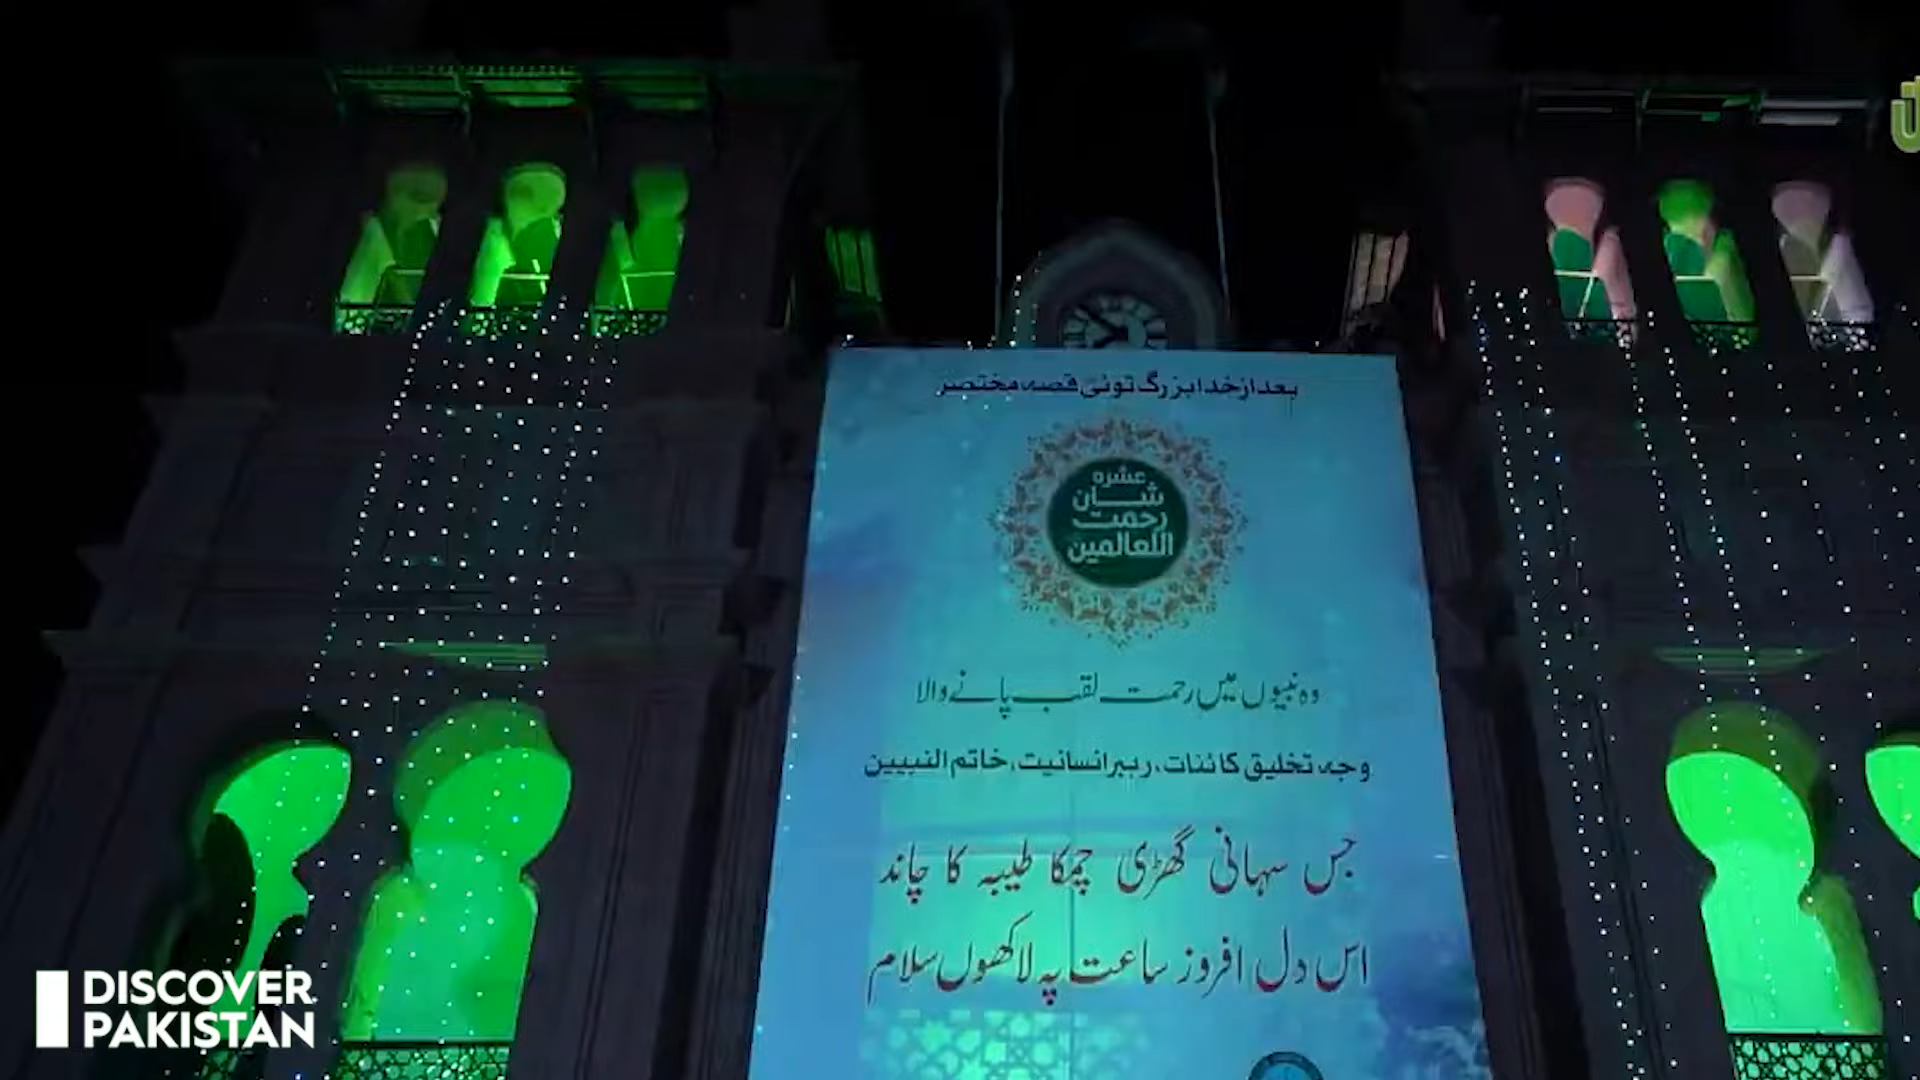 بعد از خدا بزرگ توئی قصہ مختصر
عشرہ
شان
رحمت
اللعالمین
وہ نبیوں میں رحمت لقب پانے والا
وجہ تخلیق کائنات، رہبر انسانیت، خاتم النبیین
جس سہانی گھڑی چمکا طیبہ کا چاند
اس دل افروز ساعت پہ لاکھوں سلام
DISCOVER
PAKISTAN